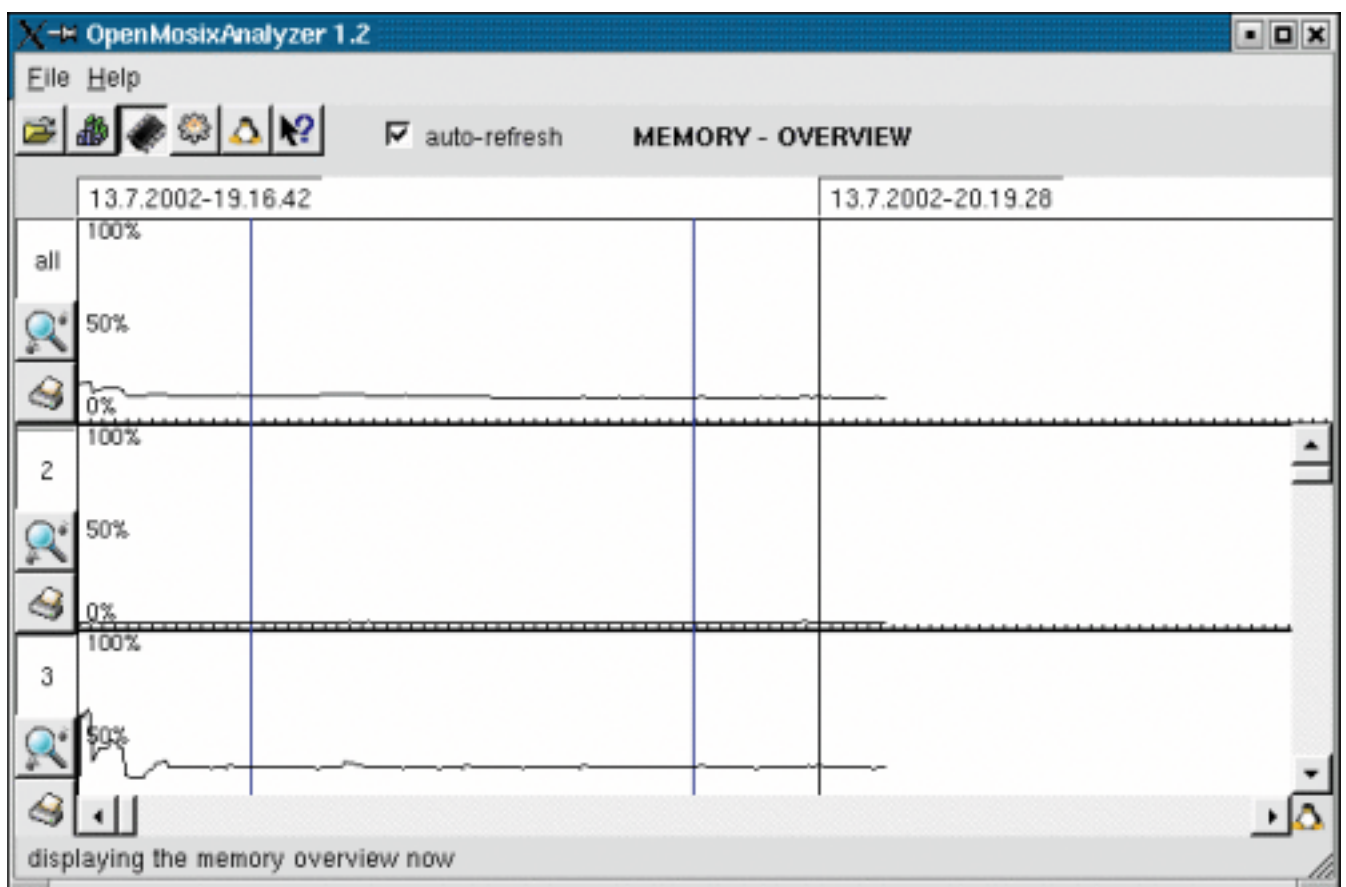 OpenMosixAnalyzer 1.2
File Help
auto-refresh MEMORY - OVERVIEW
13.7.2002-19.16.42 13.7.2002-20.19.28
all
100%
50%
0%
2
100%
50%
0%
3
100%
50%
displaying the memory overview now